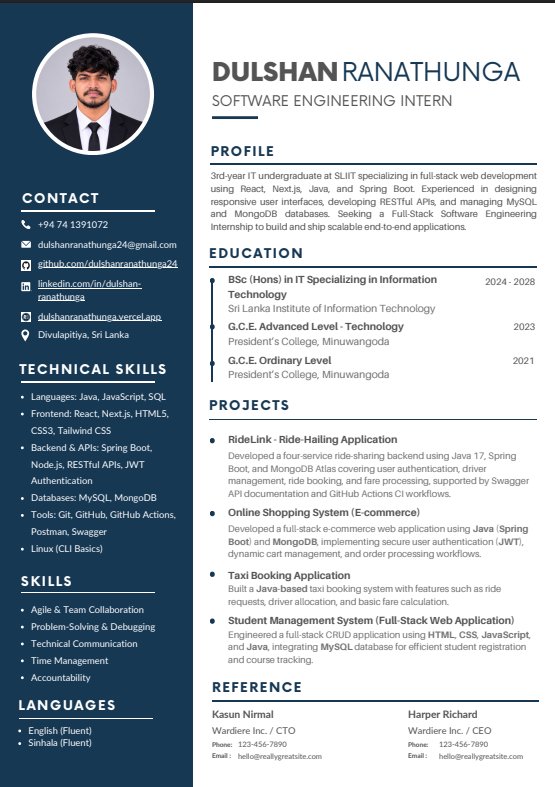 DULSHAN RANATHUNGA
SOFTWARE ENGINEERING INTERN
CONTACT
+94 74 1391072
dulshanranathunga24@gmail.com
github.com/dulshanranathunga24
linkedin.com/in/dulshan-
ranathunga
dulshanranathunga.vercel.app
Divulapitiya, Sri Lanka
TECHNICAL SKILLS
• Languages: Java, JavaScript, SQL
• Frontend: React, Next.js, HTML5,
CSS3, Tailwind CSS
• Backend & APIs: Spring Boot,
Node.js, RESTful APIs, JWT
Authentication
• Databases: MySQL, MongoDB
• Tools: Git, GitHub, GitHub Actions,
Postman, Swagger
• Linux (CLI Basics)
SKILLS
• Agile & Team Collaboration
• Problem-Solving & Debugging
• Technical Communication
• Time Management
• Accountability
LANGUAGES
• English (Fluent)
• Sinhala (Fluent)
PROFILE
3rd-year IT undergraduate at SLIIT specializing in full-stack web development
using React, Next.js, Java, and Spring Boot. Experienced in designing
responsive user interfaces, developing RESTful APIs, and managing MySQL
and MongoDB databases. Seeking a Full-Stack Software Engineering
Internship to build and ship scalable end-to-end applications.
EDUCATION
BSc (Hons) in IT Specializing in Information 2024 - 2028
Technology
Sri Lanka Institute of Information Technology
G.C.E. Advanced Level - Technology 2023
President's College, Minuwangoda
G.C.E. Ordinary Level 2021
President's College, Minuwangoda
PROJECTS
• RideLink - Ride-Hailing Application
Developed a four-service ride-sharing backend using Java 17, Spring
Boot, and MongoDB Atlas covering user authentication, driver
management, ride booking, and fare processing, supported by Swagger
API documentation and GitHub Actions CI workflows.
• Online Shopping System (E-commerce)
Developed a full-stack e-commerce web application using Java (Spring
Boot) and MongoDB, implementing secure user authentication (JWT),
dynamic cart management, and order processing workflows.
• Taxi Booking Application
Built a Java-based taxi booking system with features such as ride
requests, driver allocation, and basic fare calculation.
• Student Management System (Full-Stack Web Application)
Engineered a full-stack CRUD application using HTML, CSS, JavaScript,
and Java, integrating MySQL database for efficient student registration
and course tracking.
REFERENCE
Kasun Nirmal
Wardiere Inc. / CTO
Phone: 123-456-7890
Email : hello@reallygreatsite.com
Harper Richard
Wardiere Inc. / CEO
Phone: 123-456-7890
Email : hello@reallygreatsite.com